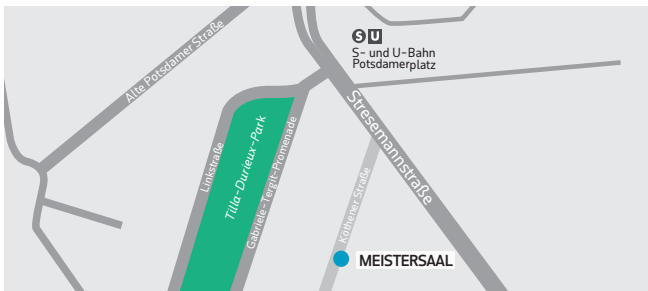 S U
S- und U-Bahn
Potsdamerplatz
Alte Potsdamer Straße
Stresemannstraße
Linkstraße
Tilla-Durieux-Park
Gabriele-Tergit-Promenade
Köthener Straße
MEISTERSAAL